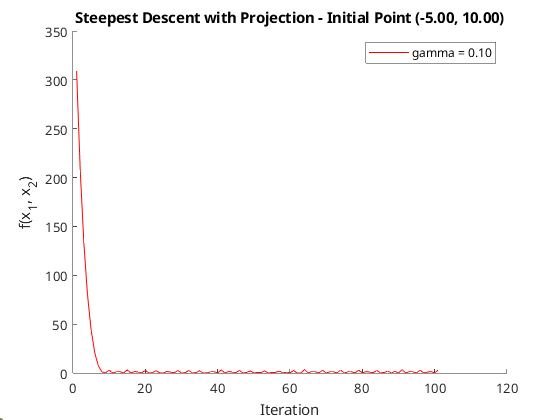 Steepest Descent with Projection - Initial Point (-5.00, 10.00)
350
300
250
200
150
100
50
0
f(x₁, x₂)
gamma = 0.10
0 20 40 60 80 100 120
Iteration